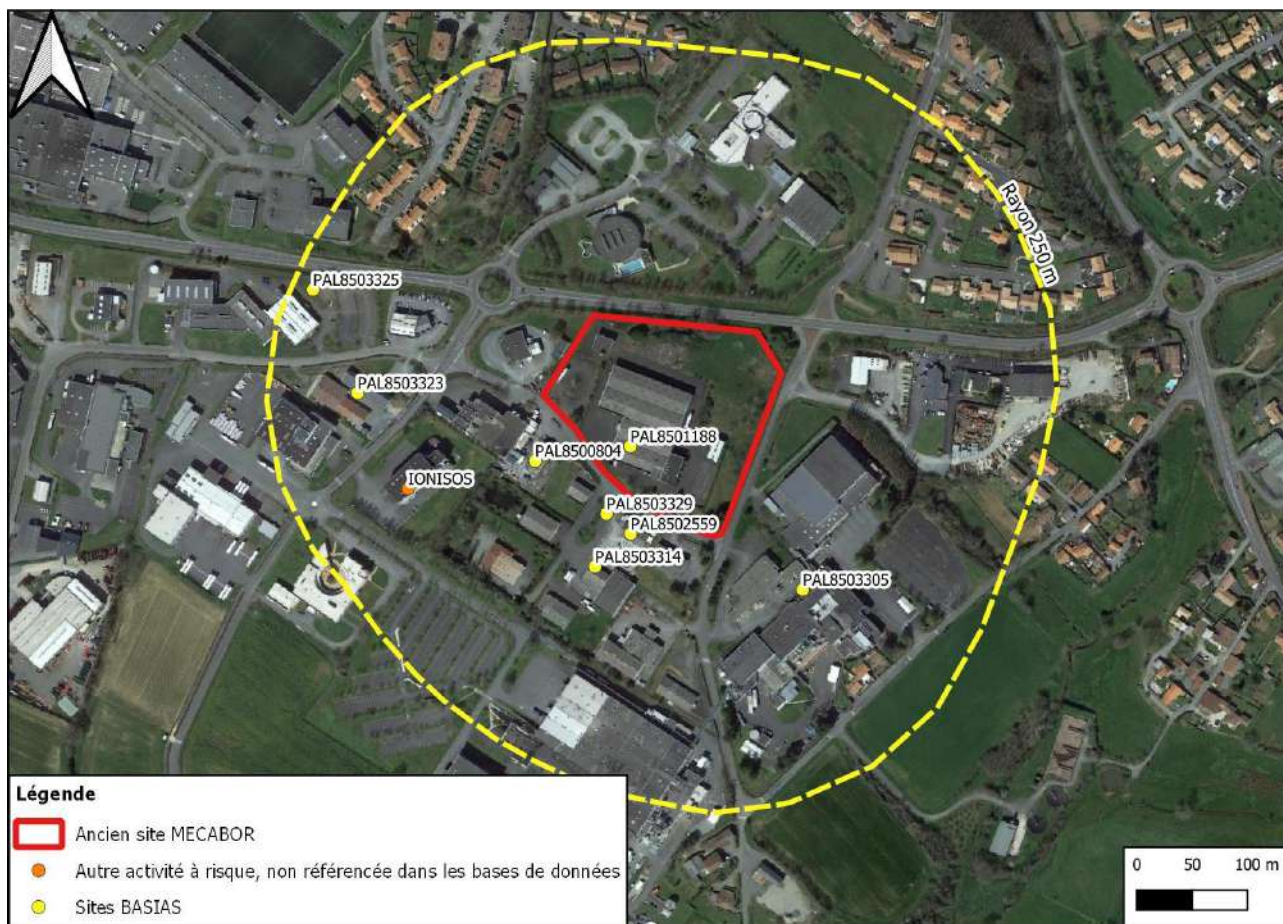 Rayon 250 m
PAL8503325
PAL8503323
PAL8501188
PAL8500804
IONISOS
PAL8503329
PAL8502559
PAL8503314
PAL8503305
Légende
Ancien site MECABOR
Autre activité à risque, non référencée dans les bases de données
Sites BASIAS
0 50 100 m